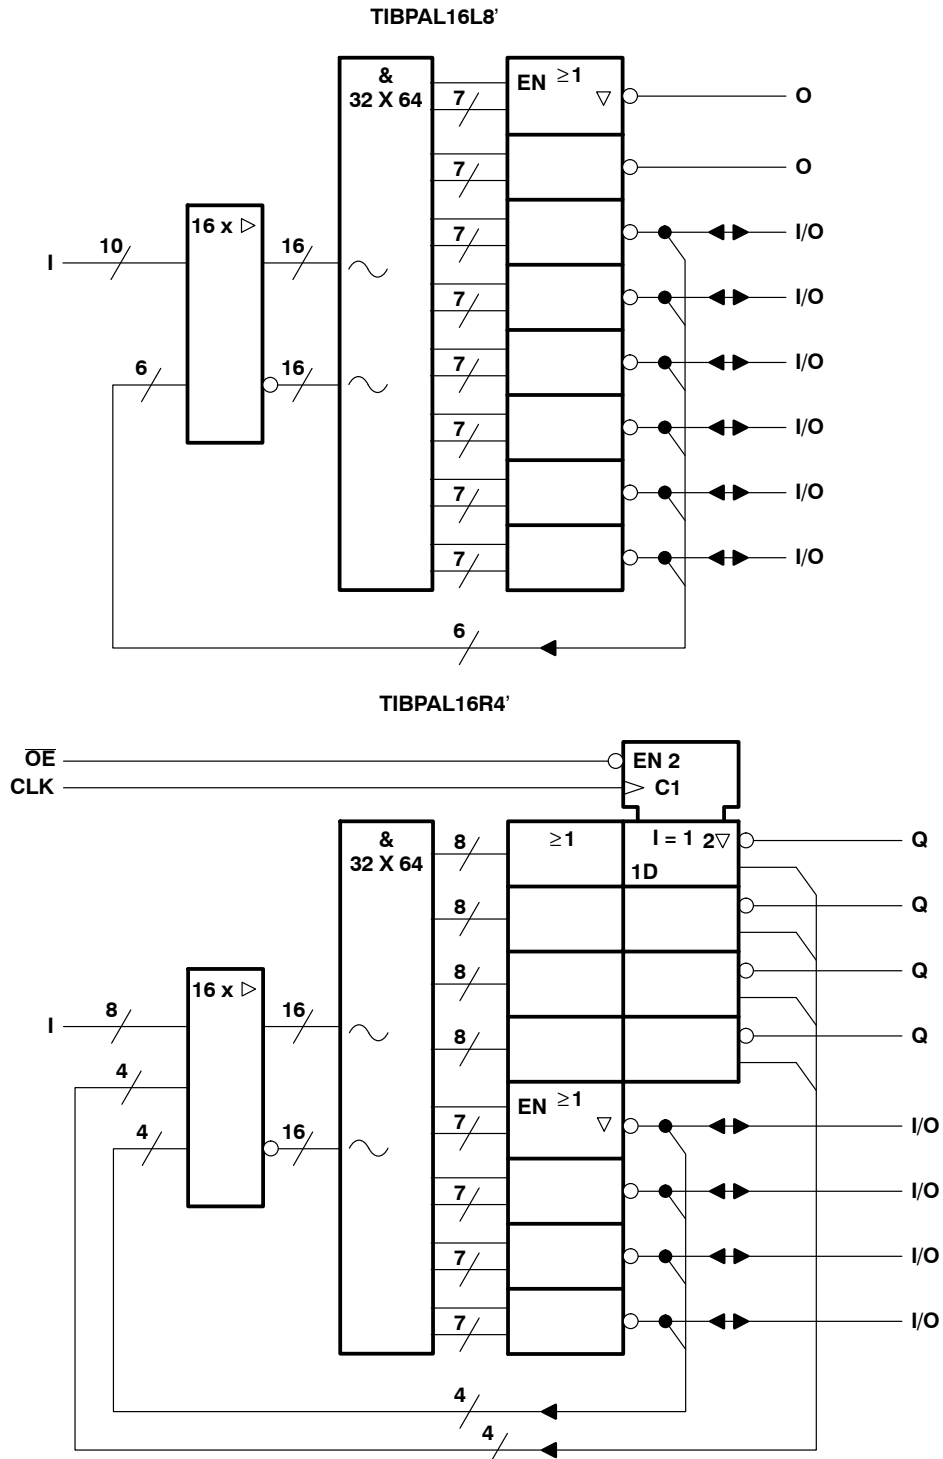 TIBPAL16L8'
&
32 X 64
EN ≥1
▽
7
O
7
O
16 x ▷
7
I/O
I
10
16
7
I/O
7
I/O
6
16
7
I/O
7
I/O
7
I/O
6
TIBPAL16R4'
OE
EN 2
CLK
C1
&
32 X 64
8
≥1
I = 1 2▽
1D
Q
8
Q
8
Q
16 x ▷
I
8
16
8
Q
4
EN ≥1
▽
7
I/O
4
16
7
I/O
7
I/O
7
I/O
4
4